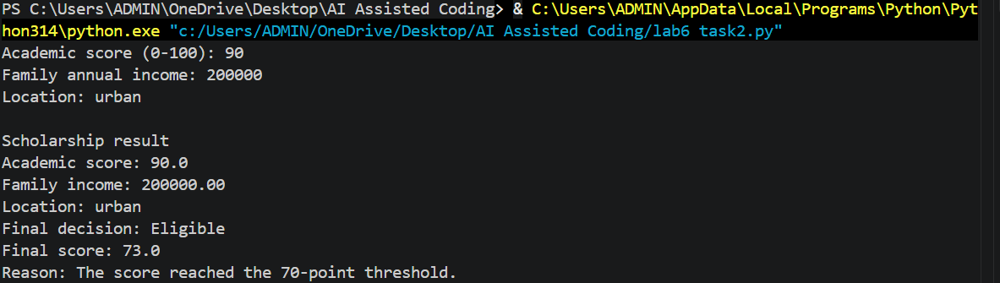 PS C:\Users\ADMIN\OneDrive\Desktop\AI Assisted Coding> & C:\Users\ADMIN\AppData\Local\Programs\Python\Pyt
hon314\python.exe "c:/Users/ADMIN/OneDrive/Desktop/AI Assisted Coding/lab6 task2.py"
Academic score (0-100): 90
Family annual income: 200000
Location: urban

Scholarship result
Academic score: 90.0
Family income: 200000.00
Location: urban
Final decision: Eligible
Final score: 73.0
Reason: The score reached the 70-point threshold.